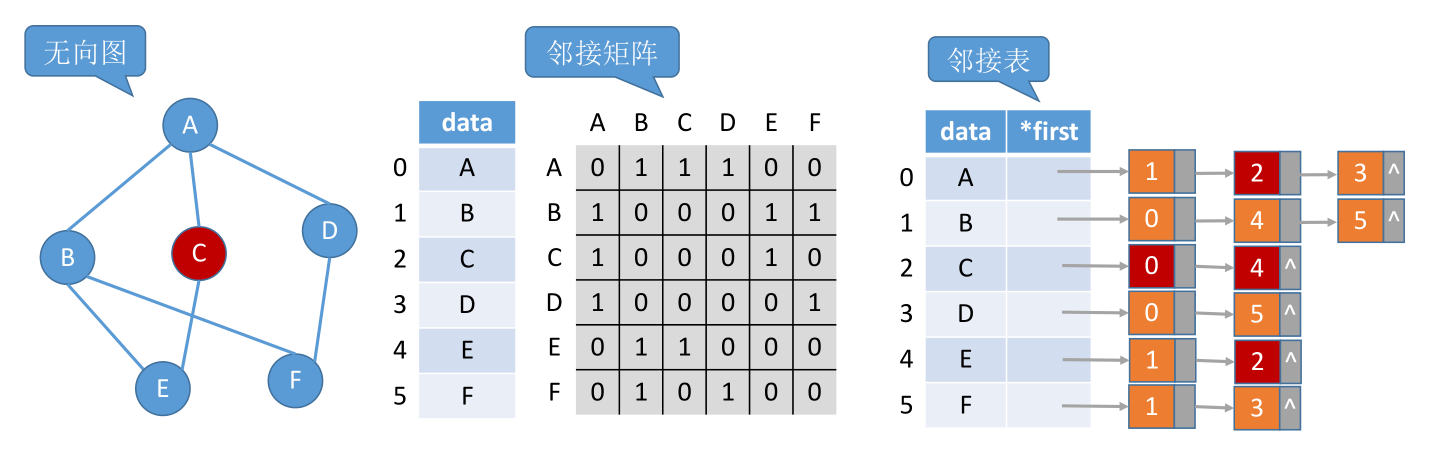 无向图
A
B
C
D
E
F
邻接矩阵
data
0 A
1 B
2 C
3 D
4 E
5 F
A B C D E F
A 0 1 1 1 0 0
B 1 0 0 0 1 1
C 1 0 0 0 1 0
D 1 0 0 0 0 1
E 0 1 1 0 0 0
F 0 1 0 1 0 0
邻接表
data *first
0 A 1 2 3 ^
1 B 0 4 5 ^
2 C 0 4 ^
3 D 0 5 ^
4 E 1 2 ^
5 F 1 3 ^